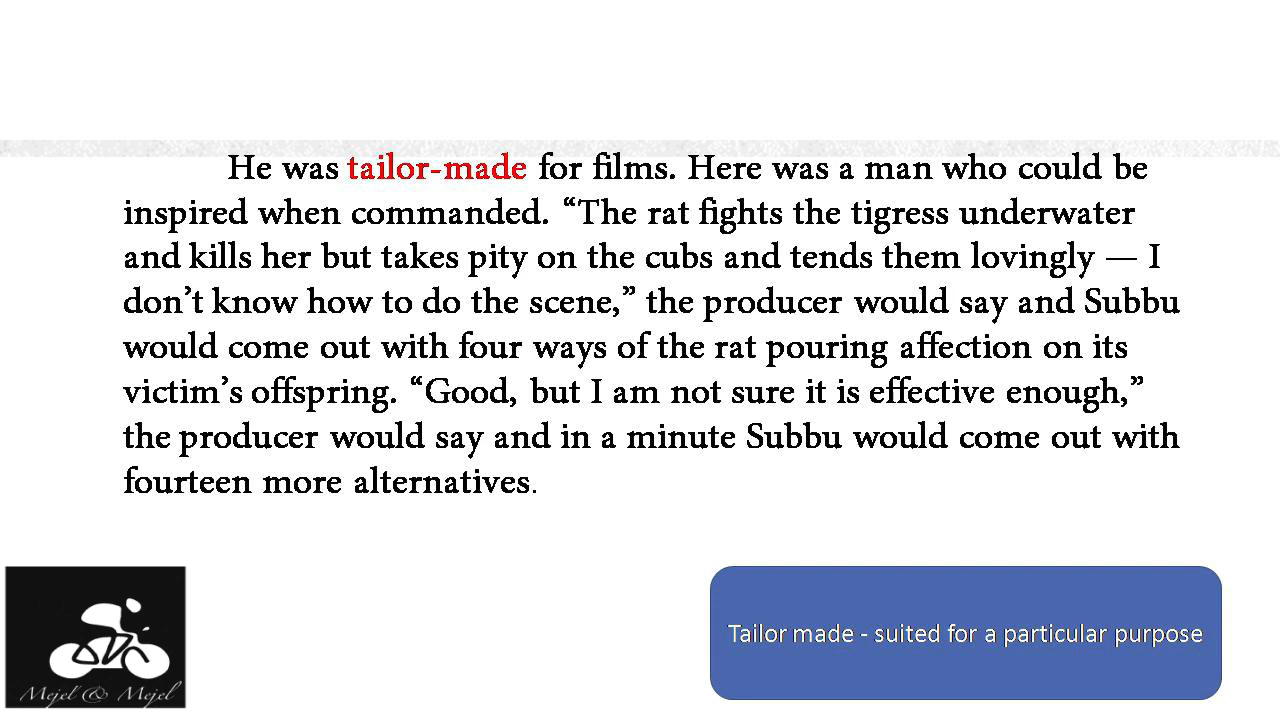 He was tailor-made for films. Here was a man who could be
inspired when commanded. “The rat fights the tigress underwater
and kills her but takes pity on the cubs and tends them lovingly — I
don’t know how to do the scene,” the producer would say and Subbu
would come out with four ways of the rat pouring affection on its
victim’s offspring. “Good, but I am not sure it is effective enough,”
the producer would say and in a minute Subbu would come out with
fourteen more alternatives.
Tailor made - suited for a particular purpose
Mejel & Mejel